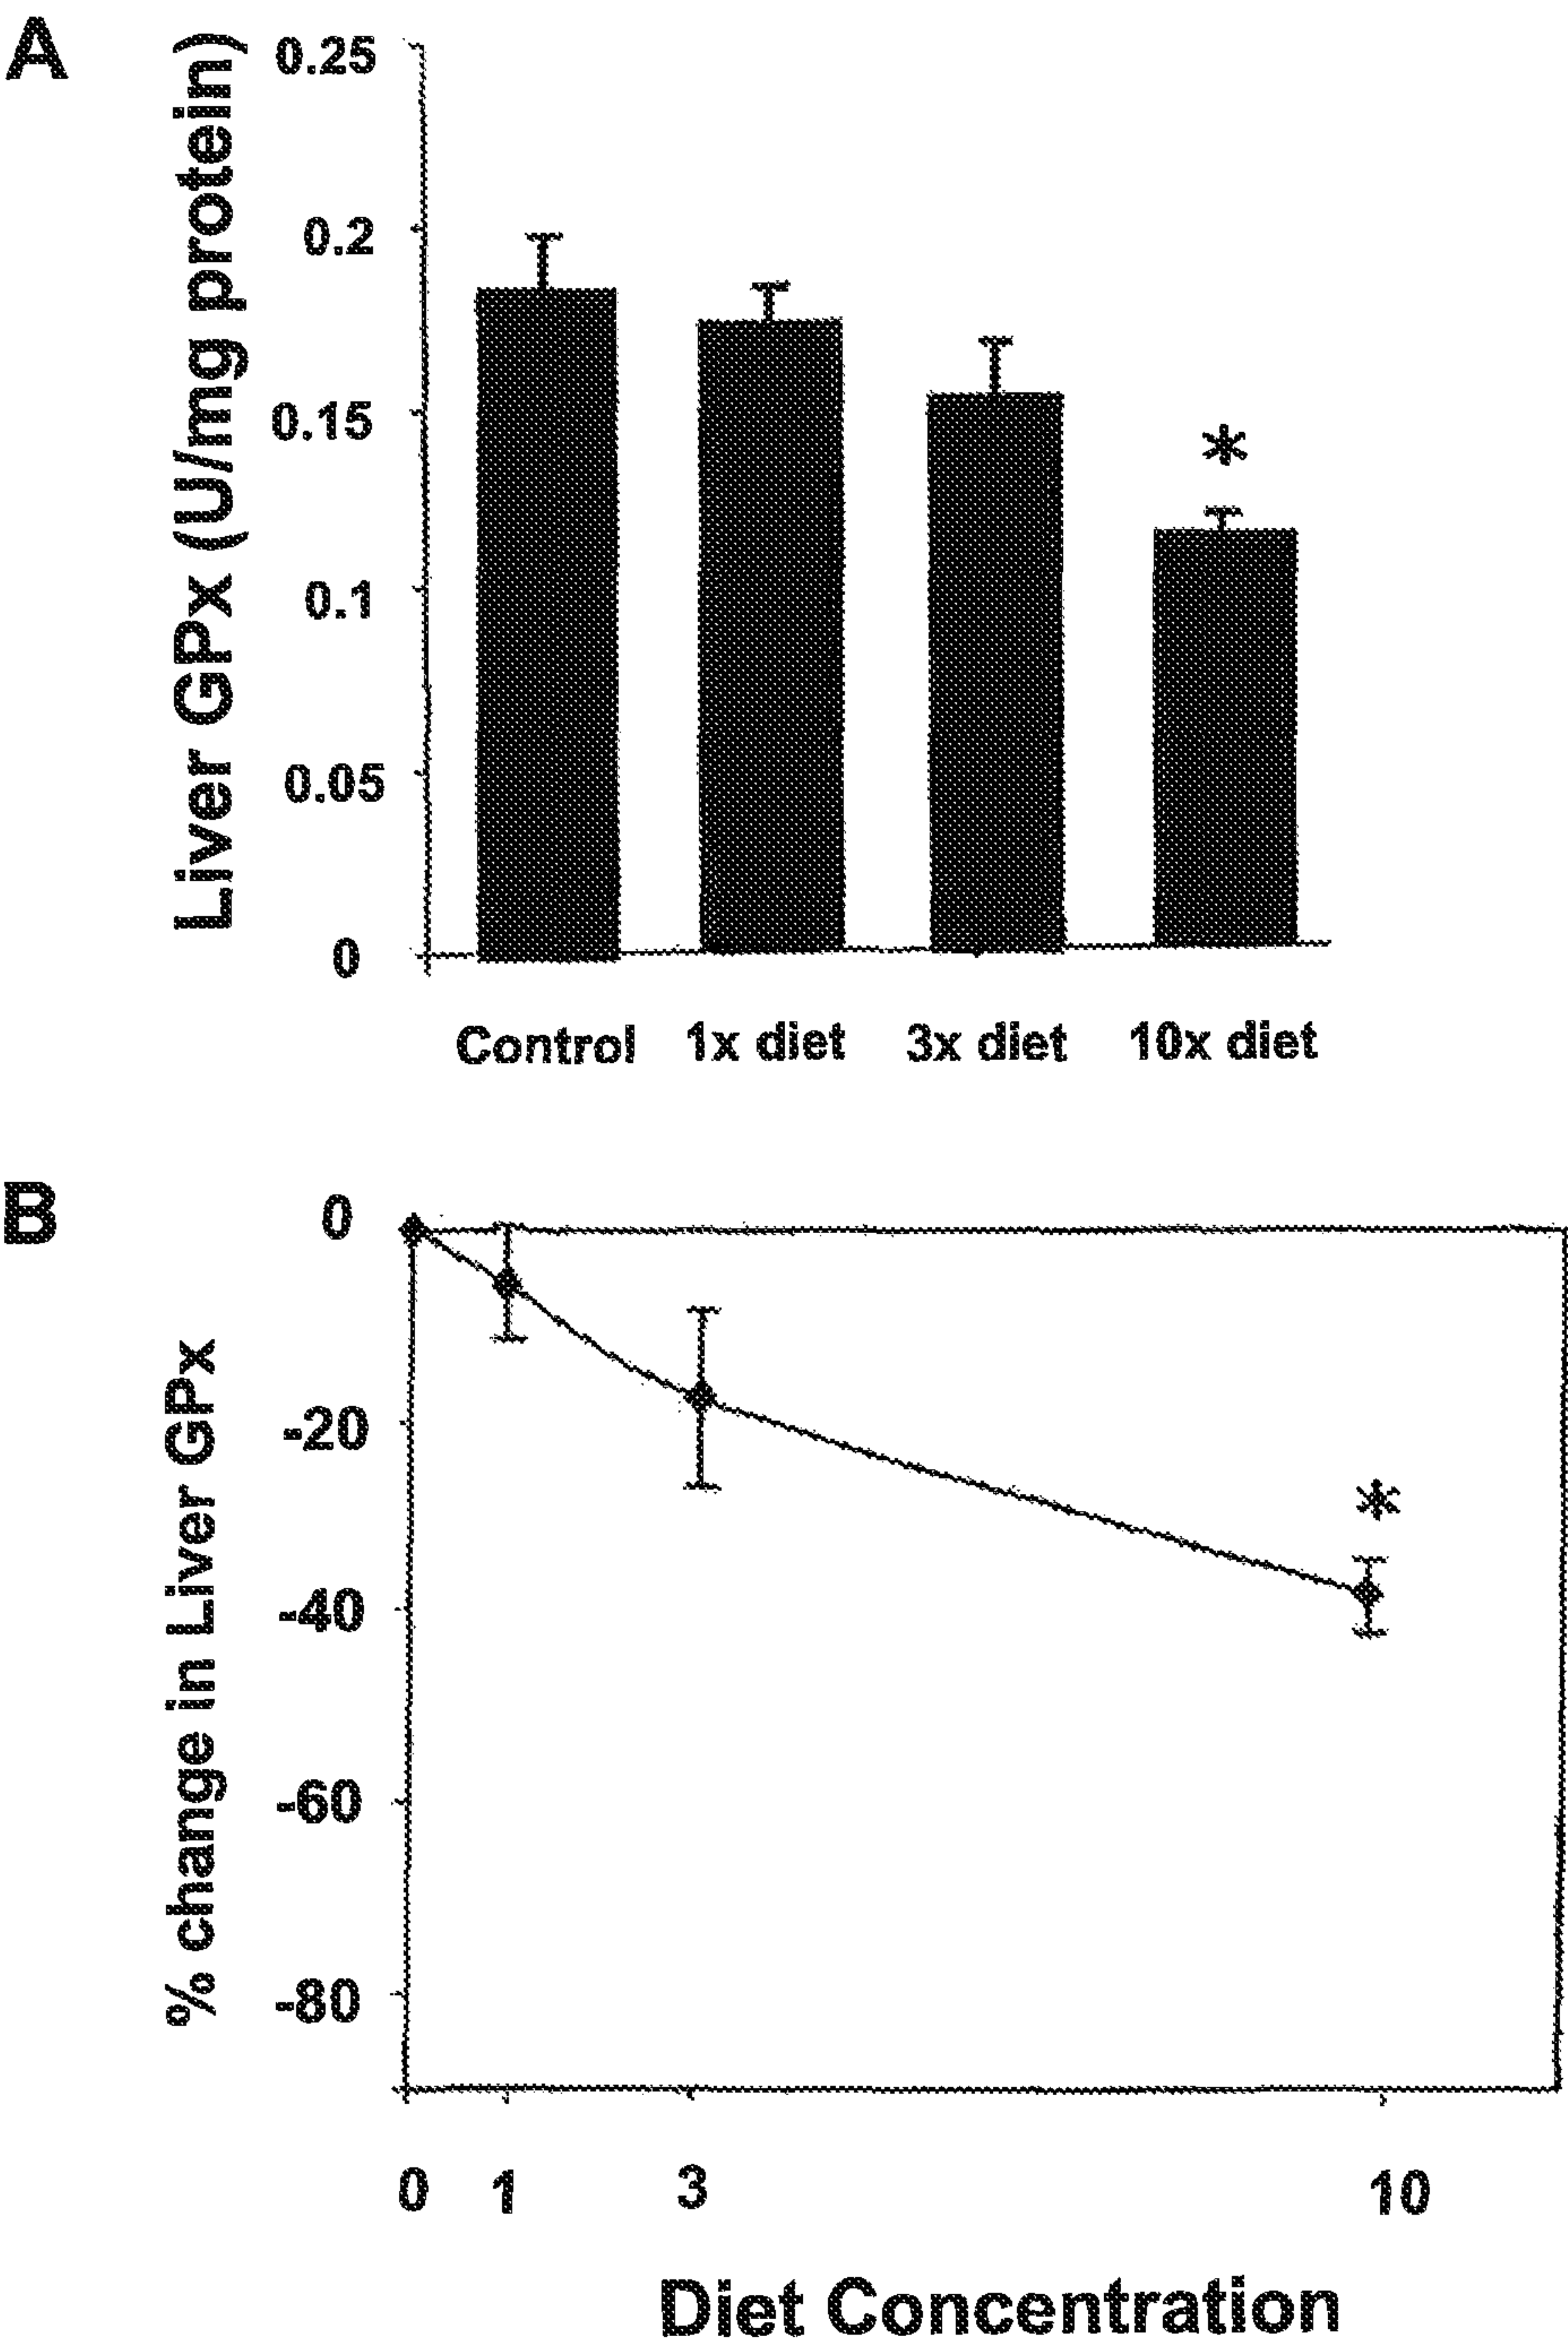 A
Liver GPx (U/mg protein)
0.25
0.2
0.15
0.1
0.05
0
*
Control 1x diet 3x diet 10x diet
B
% change in Liver GPx
0
-20
-40
-60
-80
*
0 1 3 10
Diet Concentration